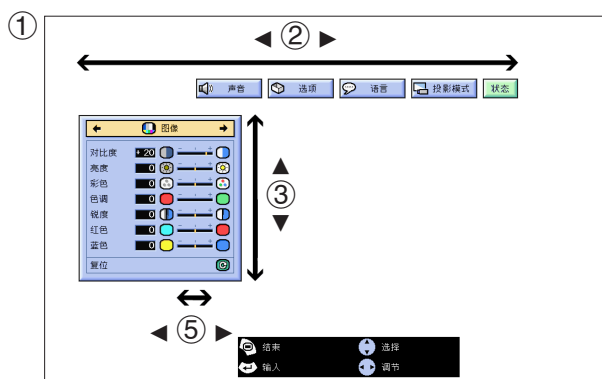 ①
②
声音 选项 语言 投影模式 状态
图像
对比度 +20
亮度 0
彩色 0
色调 0
锐度 0
红色 0
蓝色 0
复位
③
⑤
结束 选择
输入 调节